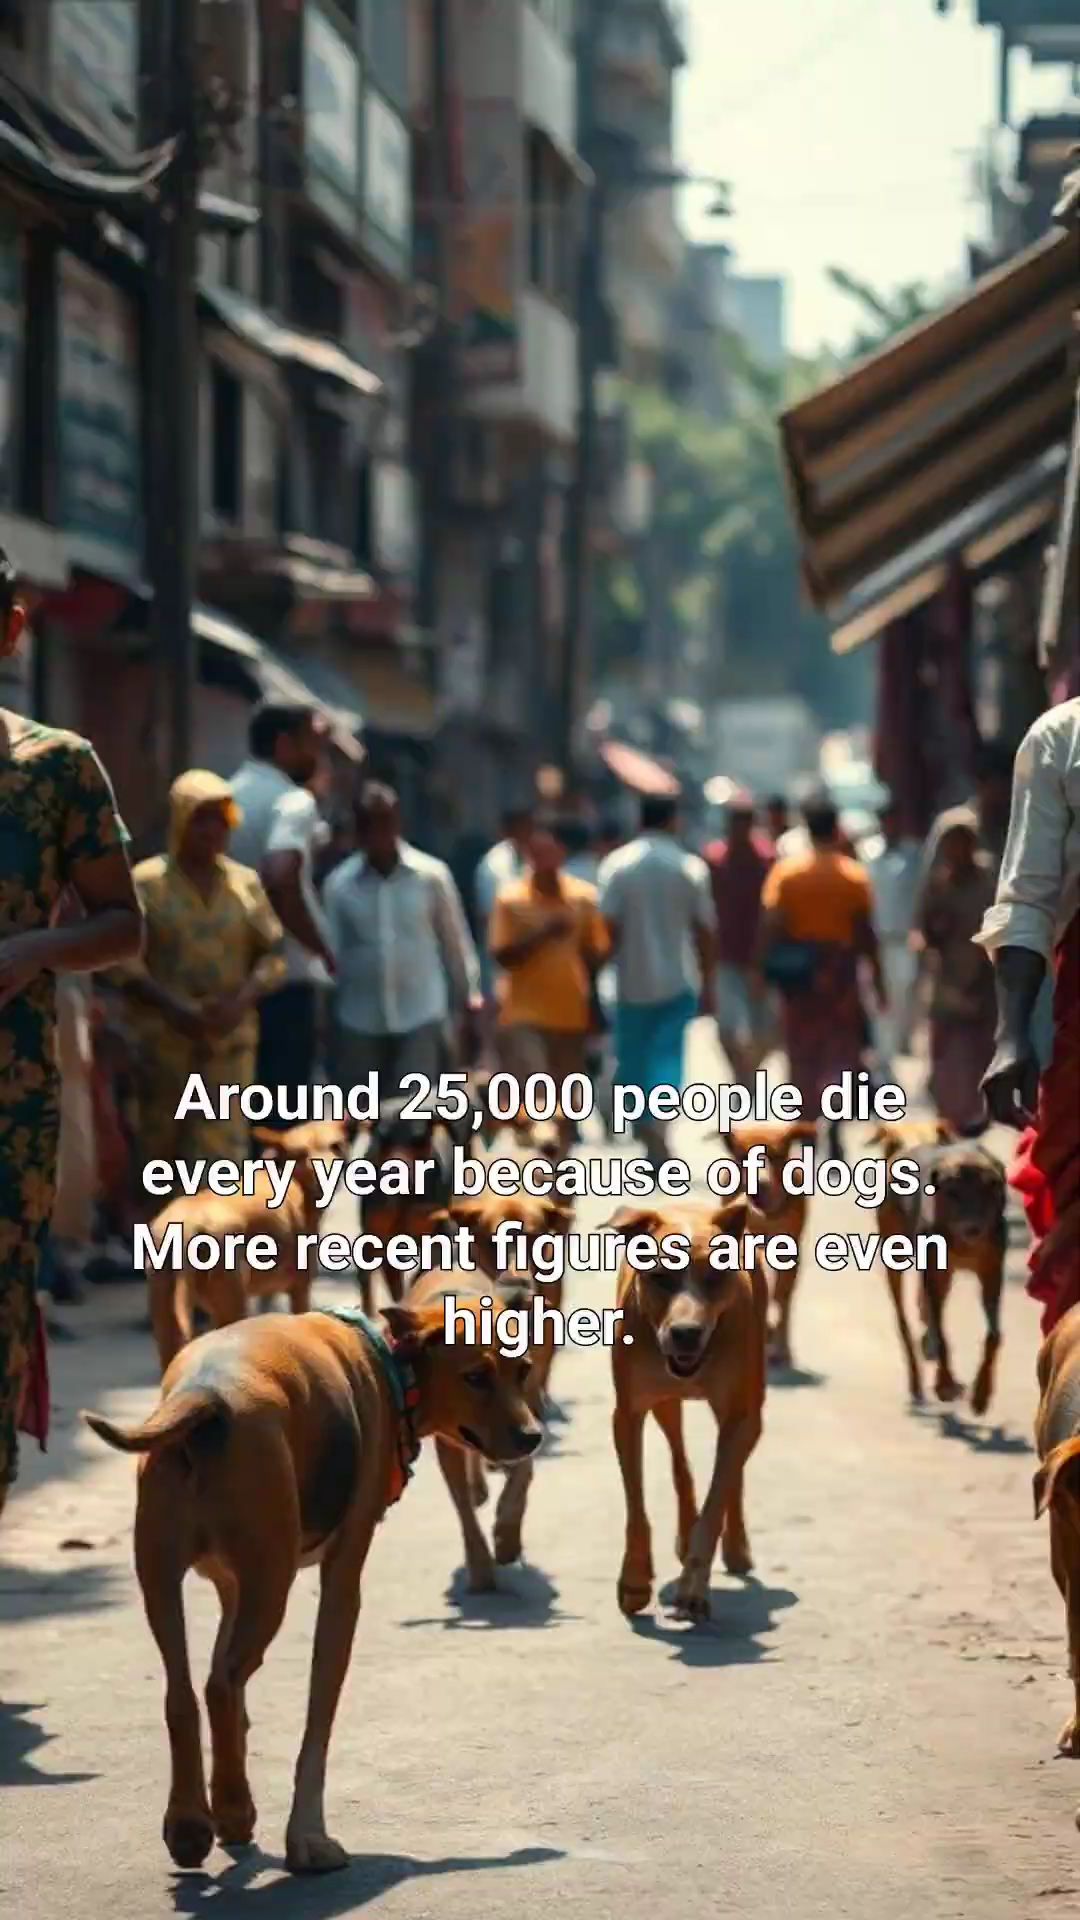 Around 25,000 people die
every year because of dogs.
More recent figures are even
higher.